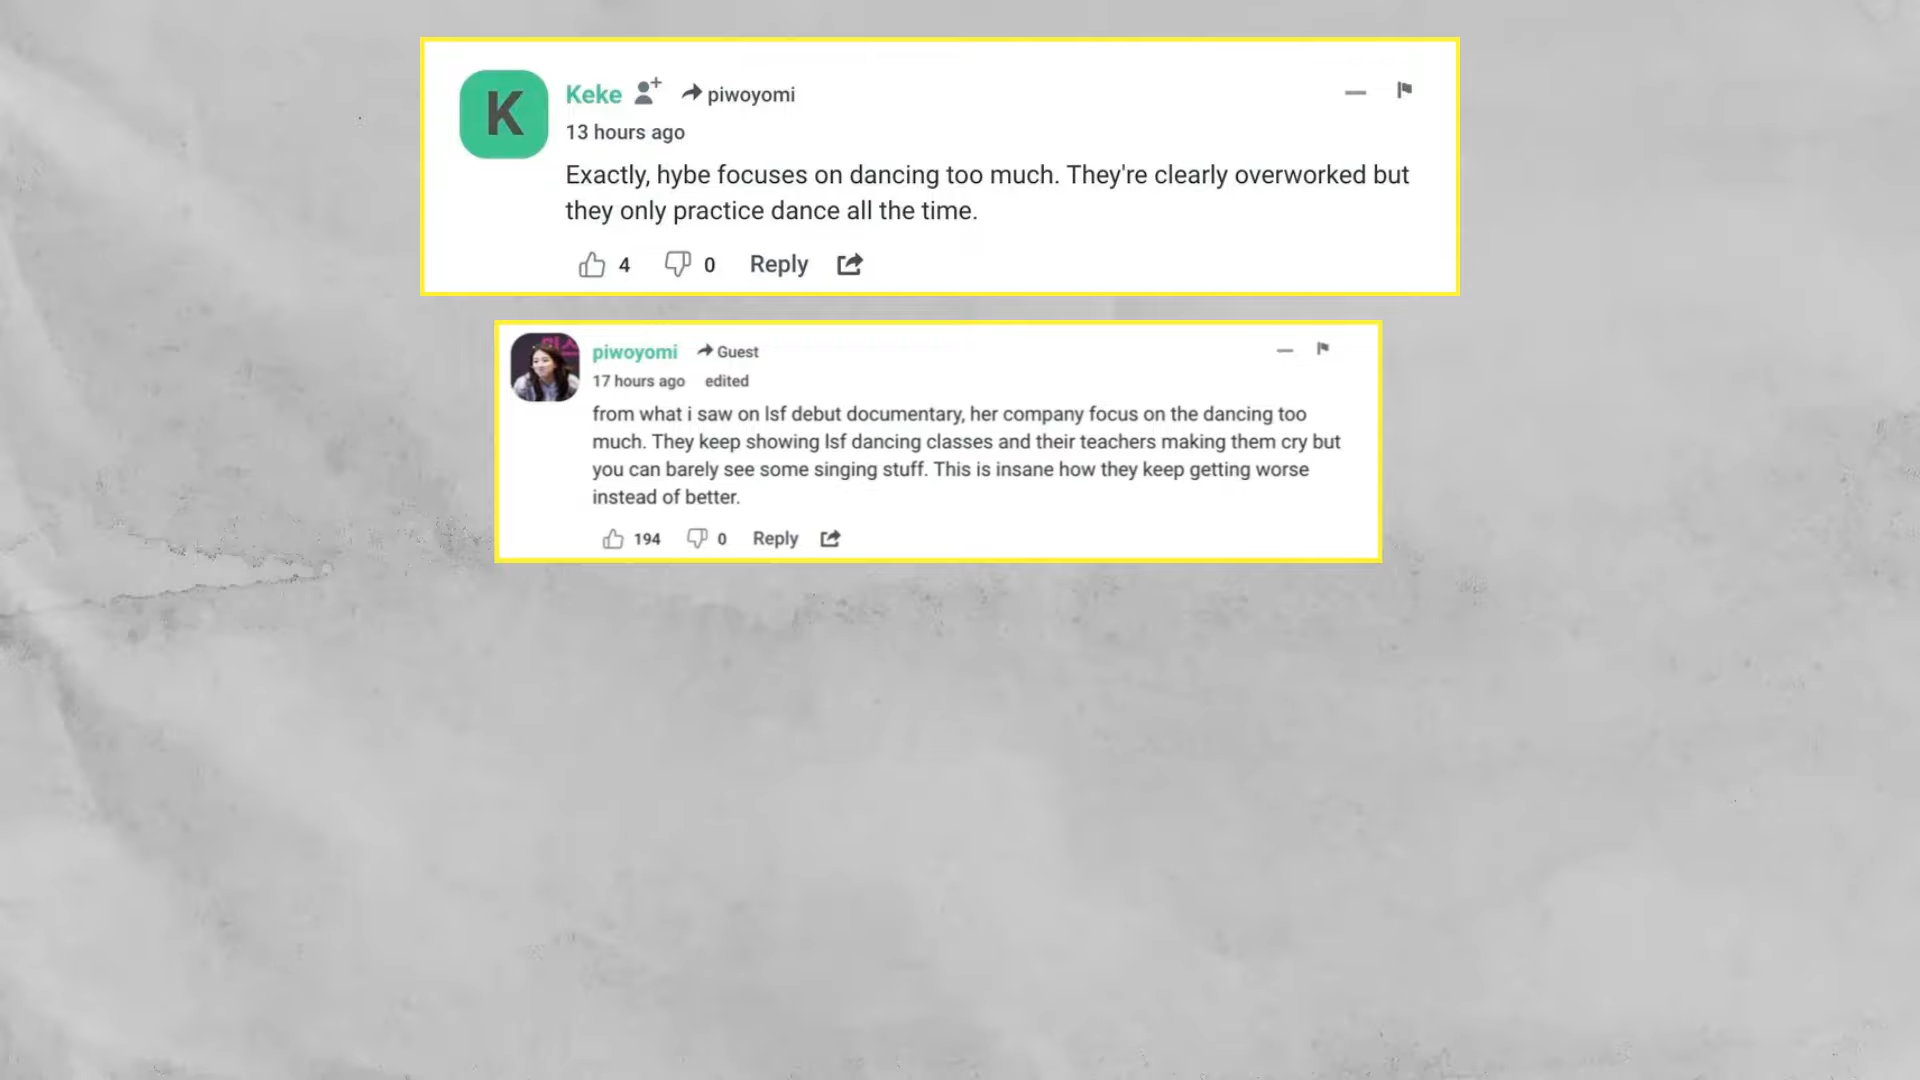 K
Keke piwoyomi
13 hours ago
Exactly, hybe focuses on dancing too much. They're clearly overworked but
they only practice dance all the time.
4 0 Reply
piwoyomi Guest
17 hours ago edited
from what i saw on lsf debut documentary, her company focus on the dancing too
much. They keep showing lsf dancing classes and their teachers making them cry but
you can barely see some singing stuff. This is insane how they keep getting worse
instead of better.
194 0 Reply